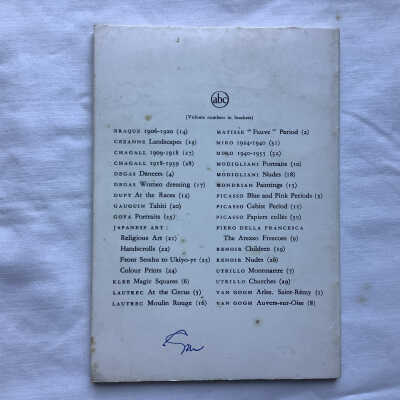 abc
(Volume numbers in brackets)
BRAQUE 1906-1920 (14)
CEZANNE Landscapes (19)
CHAGALL 1909-1918 (27)
CHAGALL 1918-1939 (28)
DEGAS Dancers (4)
DEGAS Women dressing (17)
DUFY At the Races (12)
GAUGUIN Tahiti (20)
GOYA Portraits (25)
JAPANESE ART :
Religious Art (21)
Handscrolls (22)
From Sesshu to Ukiyo-ye (23)
Colour Prints (24)
KLEE Magic Squares (6)
LAUTREC At the Circus (3)
LAUTREC Moulin Rouge (16)
MATISSE "Fauve" Period (2)
MIRO 1924-1940 (31)
MIRO 1940-1955 (32)
MODIGLIANI Portraits (10)
MODIGLIANI Nudes (18)
MONDRIAN Paintings (15)
PICASSO Blue and Pink Periods (5)
PICASSO Cubist Period (11)
PICASSO Papiers collés (30)
PIERO DELLA FRANCESCA
The Arezzo Frescoes (9)
RENOIR Children (19)
RENOIR Nudes (26)
UTRILLO Montmartre (7)
UTRILLO Churches (29)
VAN GOGH Arles, Saint-Rémy (1)
VAN GOGH Auvers-sur-Oise (8)